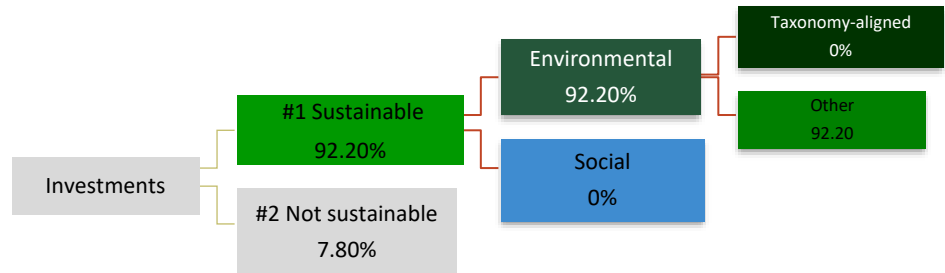 Investments
#1 Sustainable
92.20%
#2 Not sustainable
7.80%
Environmental
92.20%
Social
0%
Taxonomy-aligned
0%
Other
92.20